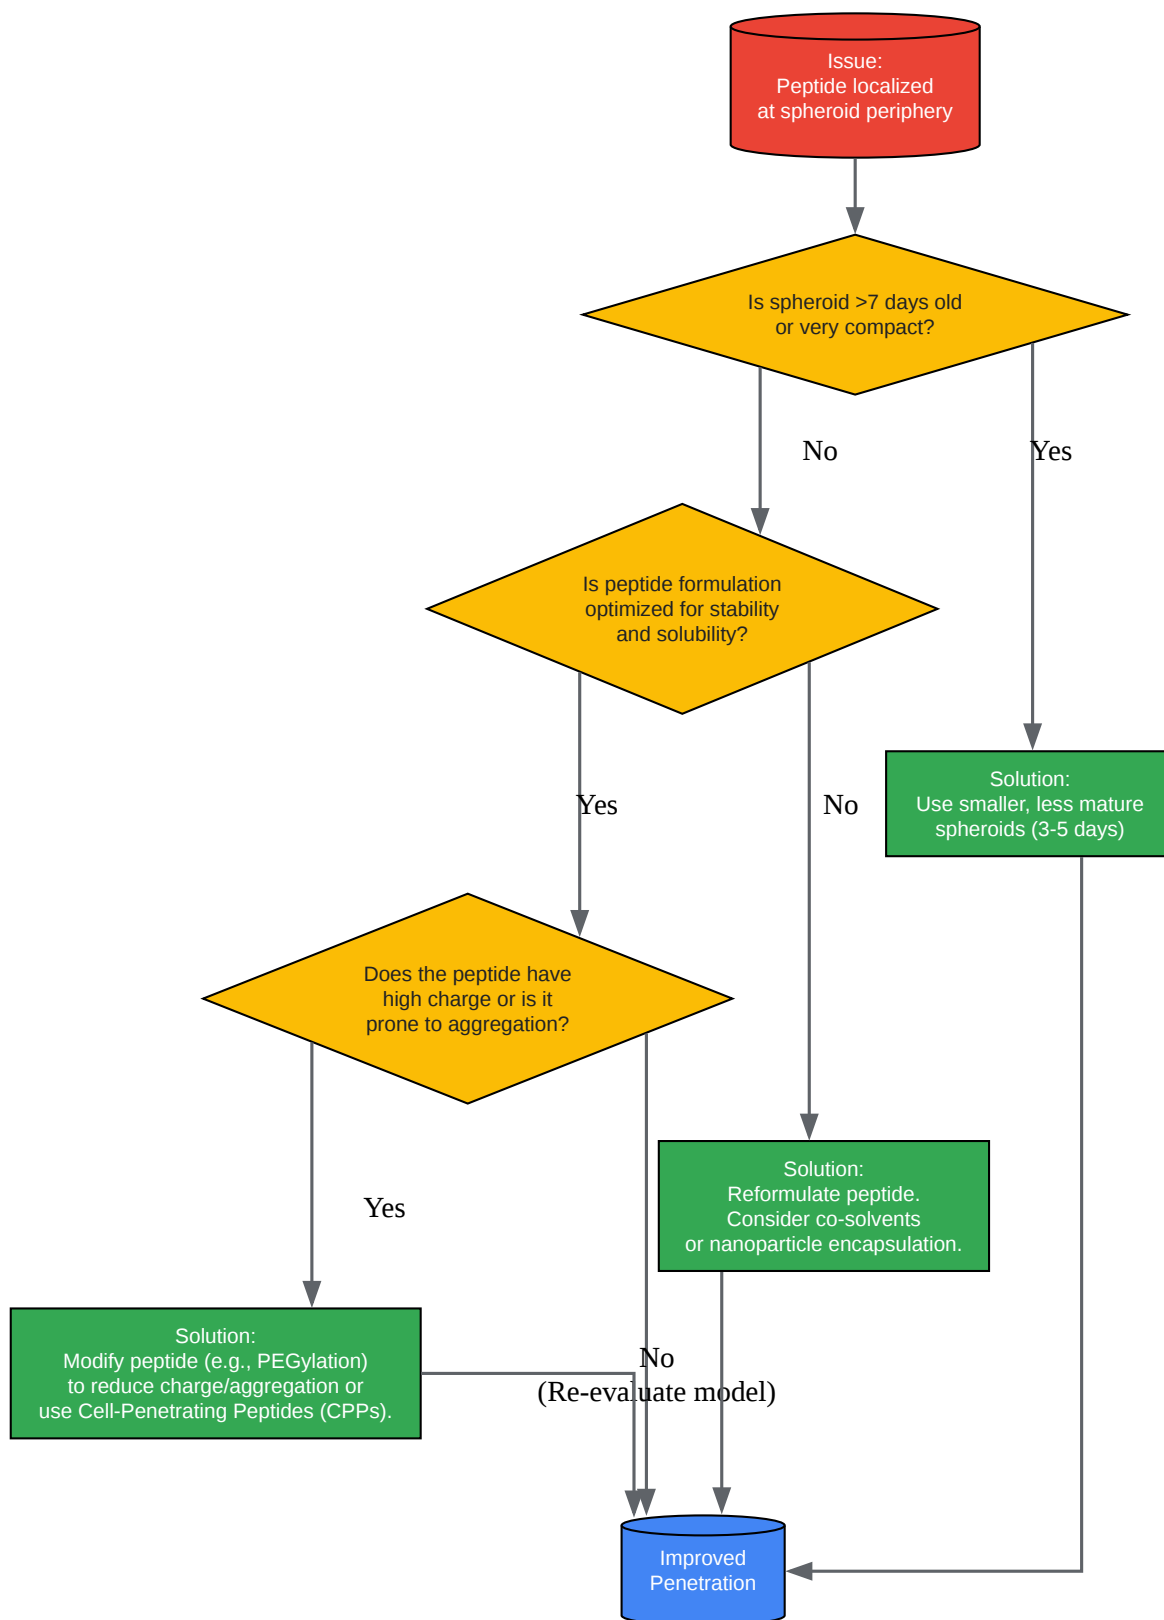 Issue:
Peptide localized
at spheroid periphery
Is spheroid >7 days old
or very compact?
No
Yes
Is peptide formulation
optimized for stability
and solubility?
Yes
No
Solution:
Use smaller, less mature
spheroids (3-5 days)
Does the peptide have
high charge or is it
prone to aggregation?
Yes
Solution:
Reformulate peptide.
Consider co-solvents
or nanoparticle encapsulation.
Solution:
Modify peptide (e.g., PEGylation)
to reduce charge/aggregation or
use Cell-Penetrating Peptides (CPPs).
No
(Re-evaluate model)
Improved
Penetration